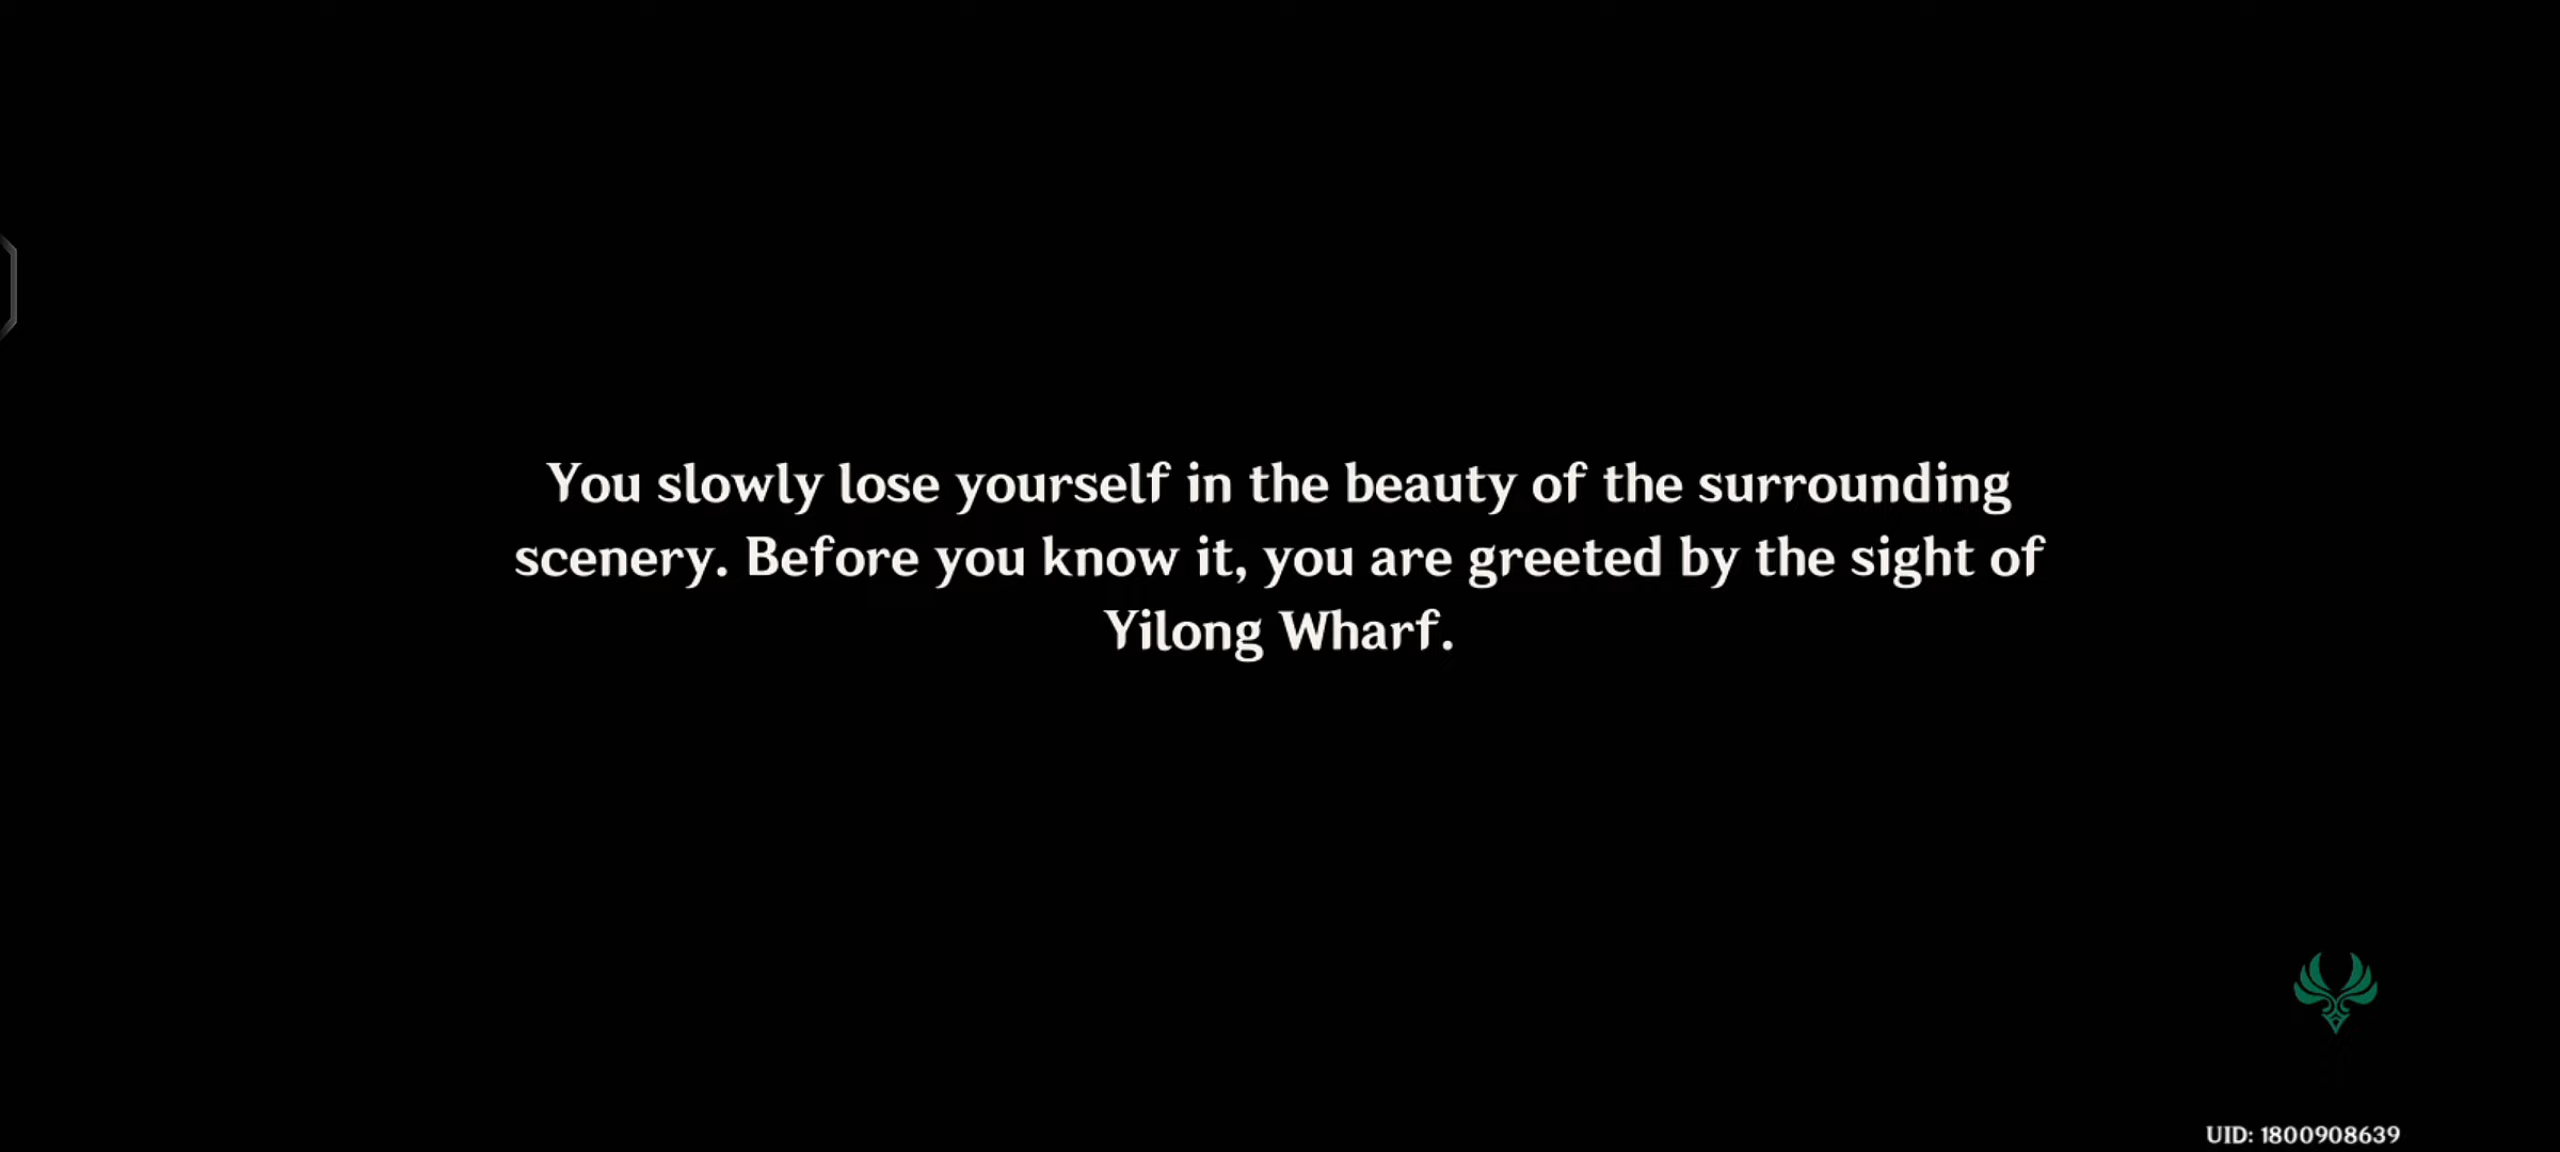 You slowly lose yourself in the beauty of the surrounding
scenery. Before you know it, you are greeted by the sight of
Yilong Wharf.
UID: 1800908639